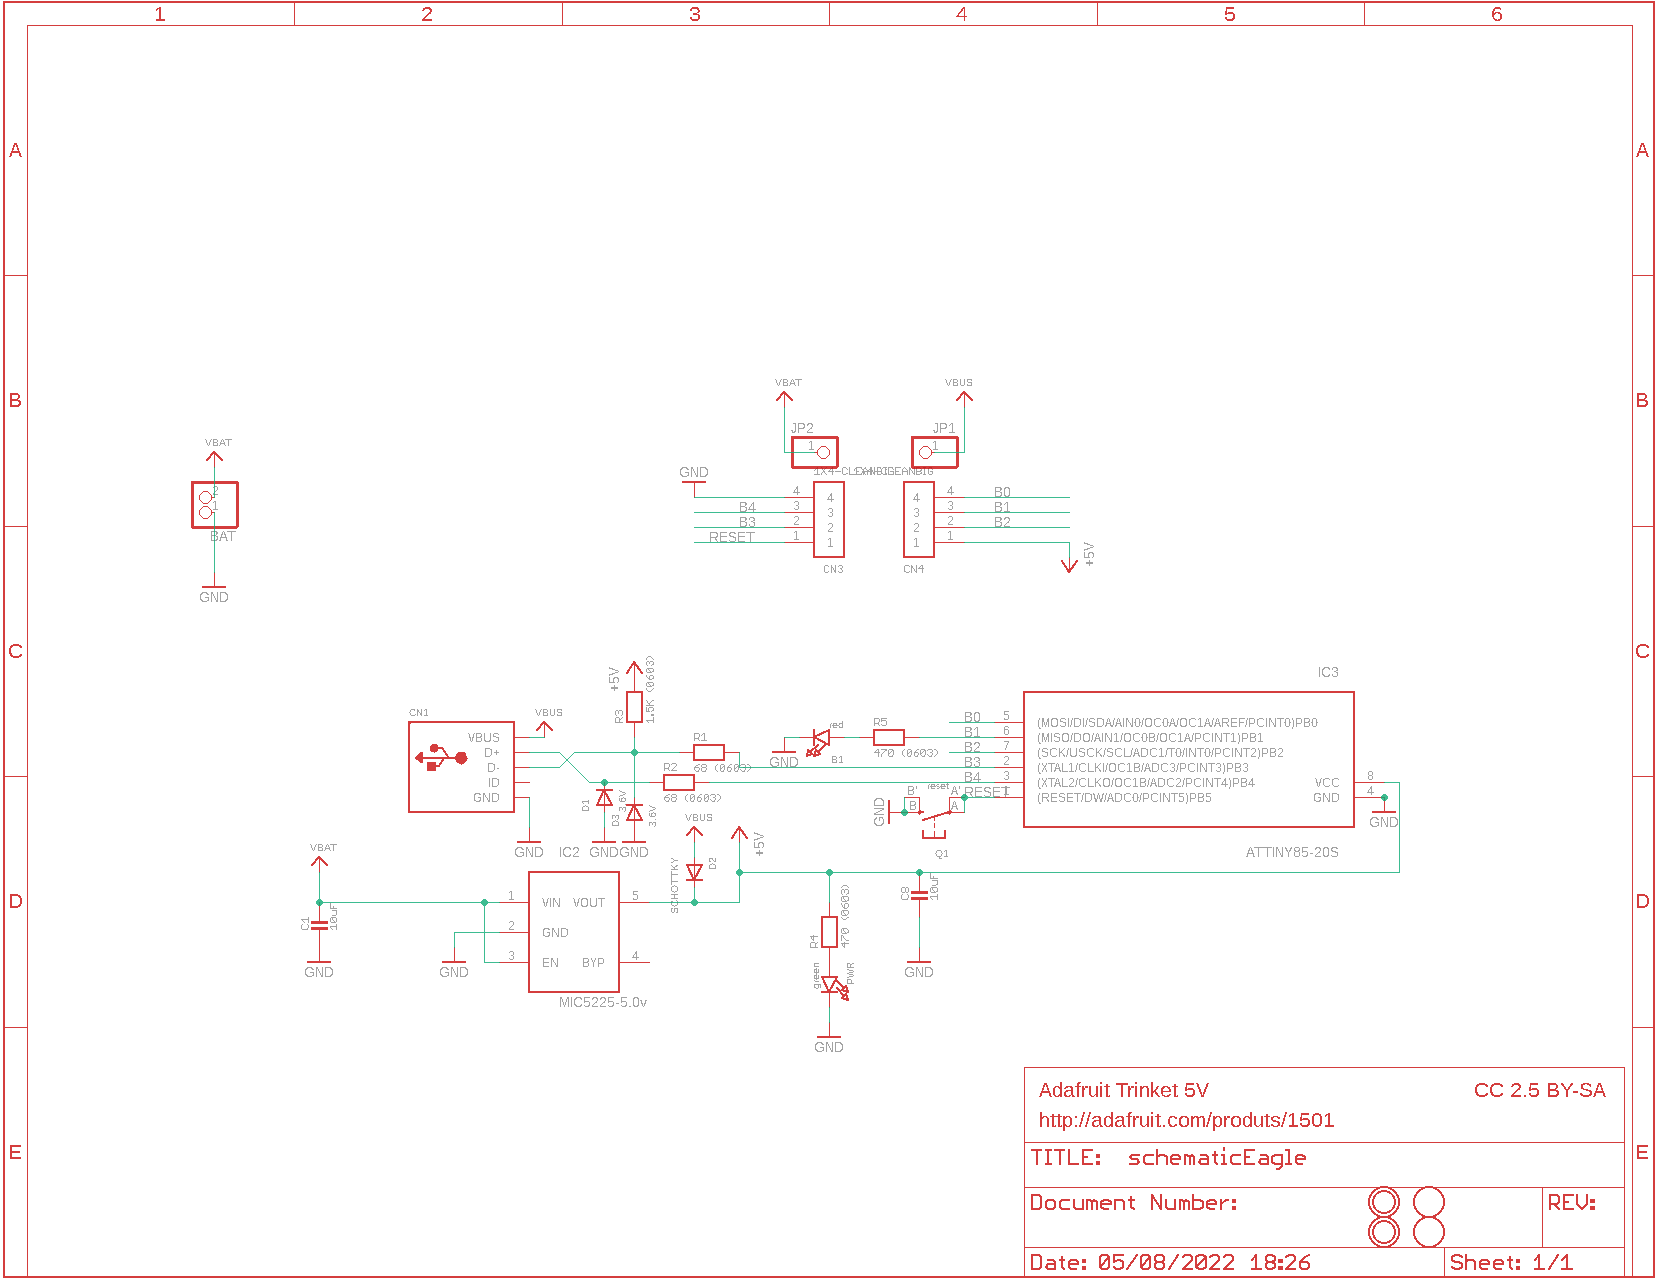 1 2 3 4 5 6
A A
B B
C C
D D
E E
VBAT
2
1
BAT
GND
VBAT VBUS
JP2 JP1
1 1
GND
4 4 4 4 B0
B4 3 3 3 3 B1
B3 2 2 2 2 B2
RESET 1 1 1 1
+5V
CN3 CN4
+5V
R3
1.5K (0603)
CN1
VBUS
VBUS
D+
D-
ID
GND
GND
R1
68 (0603)
R2
68 (0603)
D1
3.6V
D3
3.6V
GND GND
red
B1
GND
R5
470 (0603)
IC3
B0 5 (MOSI/DI/SDA/AIN0/OC0A/OC1A/AREF/PCINT0)PB0
B1 6 (MISO/DO/AIN1/OC0B/OC1A/PCINT1)PB1
B2 7 (SCK/USCK/SCL/ADC1/T0/INT0/PCINT2)PB2
B3 2 (XTAL1/CLKI/OC1B/ADC3/PCINT3)PB3
B4 3 (XTAL2/CLKO/OC1B/ADC2/PCINT4)PB4
RESET 1 (RESET/DW/ADC0/PCINT5)PB5
VCC 8
GND 4
GND
ATTINY85-20S
reset
B' A'
B A
GND
Q1
VBAT
C1
10uF
GND
GND
IC2
1 VIN VOUT 5
2 GND
3 EN BYP 4
MIC5225-5.0v
VBUS
SCHOTTKY
D2
+5V
R4
470 (0603)
green
PWR
GND
C8
10uF
GND
Adafruit Trinket 5V CC 2.5 BY-SA
http://adafruit.com/produts/1501
TITLE: schematicEagle
Document Number: REV:
Date: 05/08/2022 18:26 Sheet: 1/1